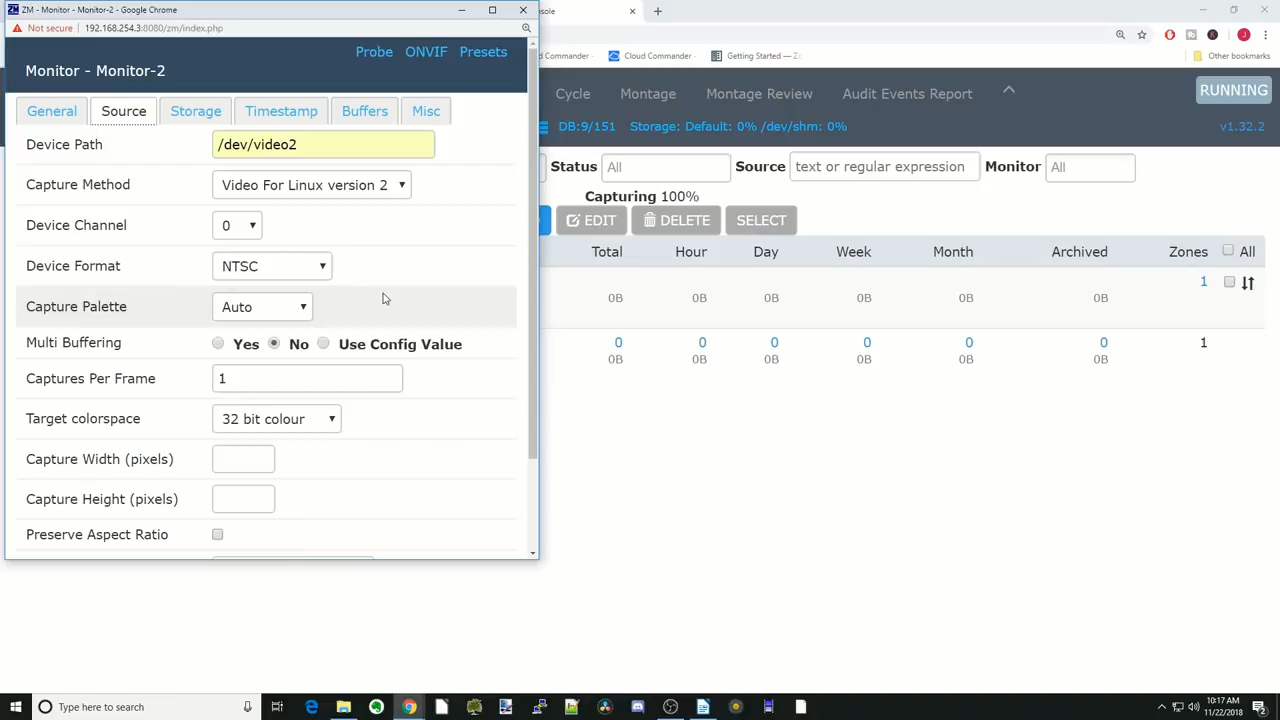 ZM - Monitor - Monitor-2 - Google Chrome
Not secure | 192.168.254.3:8080/zm/index.php
Probe ONVIF Presets
Monitor - Monitor-2
General Source Storage Timestamp Buffers Misc
Device Path /dev/video2
Capture Method Video For Linux version 2
Device Channel 0
Device Format NTSC
Capture Palette Auto
Multi Buffering Yes No Use Config Value
Captures Per Frame 1
Target colorspace 32 bit colour
Capture Width (pixels)
Capture Height (pixels)
Preserve Aspect Ratio
Cloud Commander Getting Started — Zo Other bookmarks
Cycle Montage Montage Review Audit Events Report RUNNING
DB:9/151 Storage: Default: 0% /dev/shm: 0% v1.32.2
Status All Source text or regular expression Monitor All
Capturing 100%
EDIT DELETE SELECT
Total Hour Day Week Month Archived Zones All
1
0B 0B 0B 0B 0B 0B
0 0 0 0 0 0 1
0B 0B 0B 0B 0B 0B
Type here to search
10:17 AM
11/22/2018